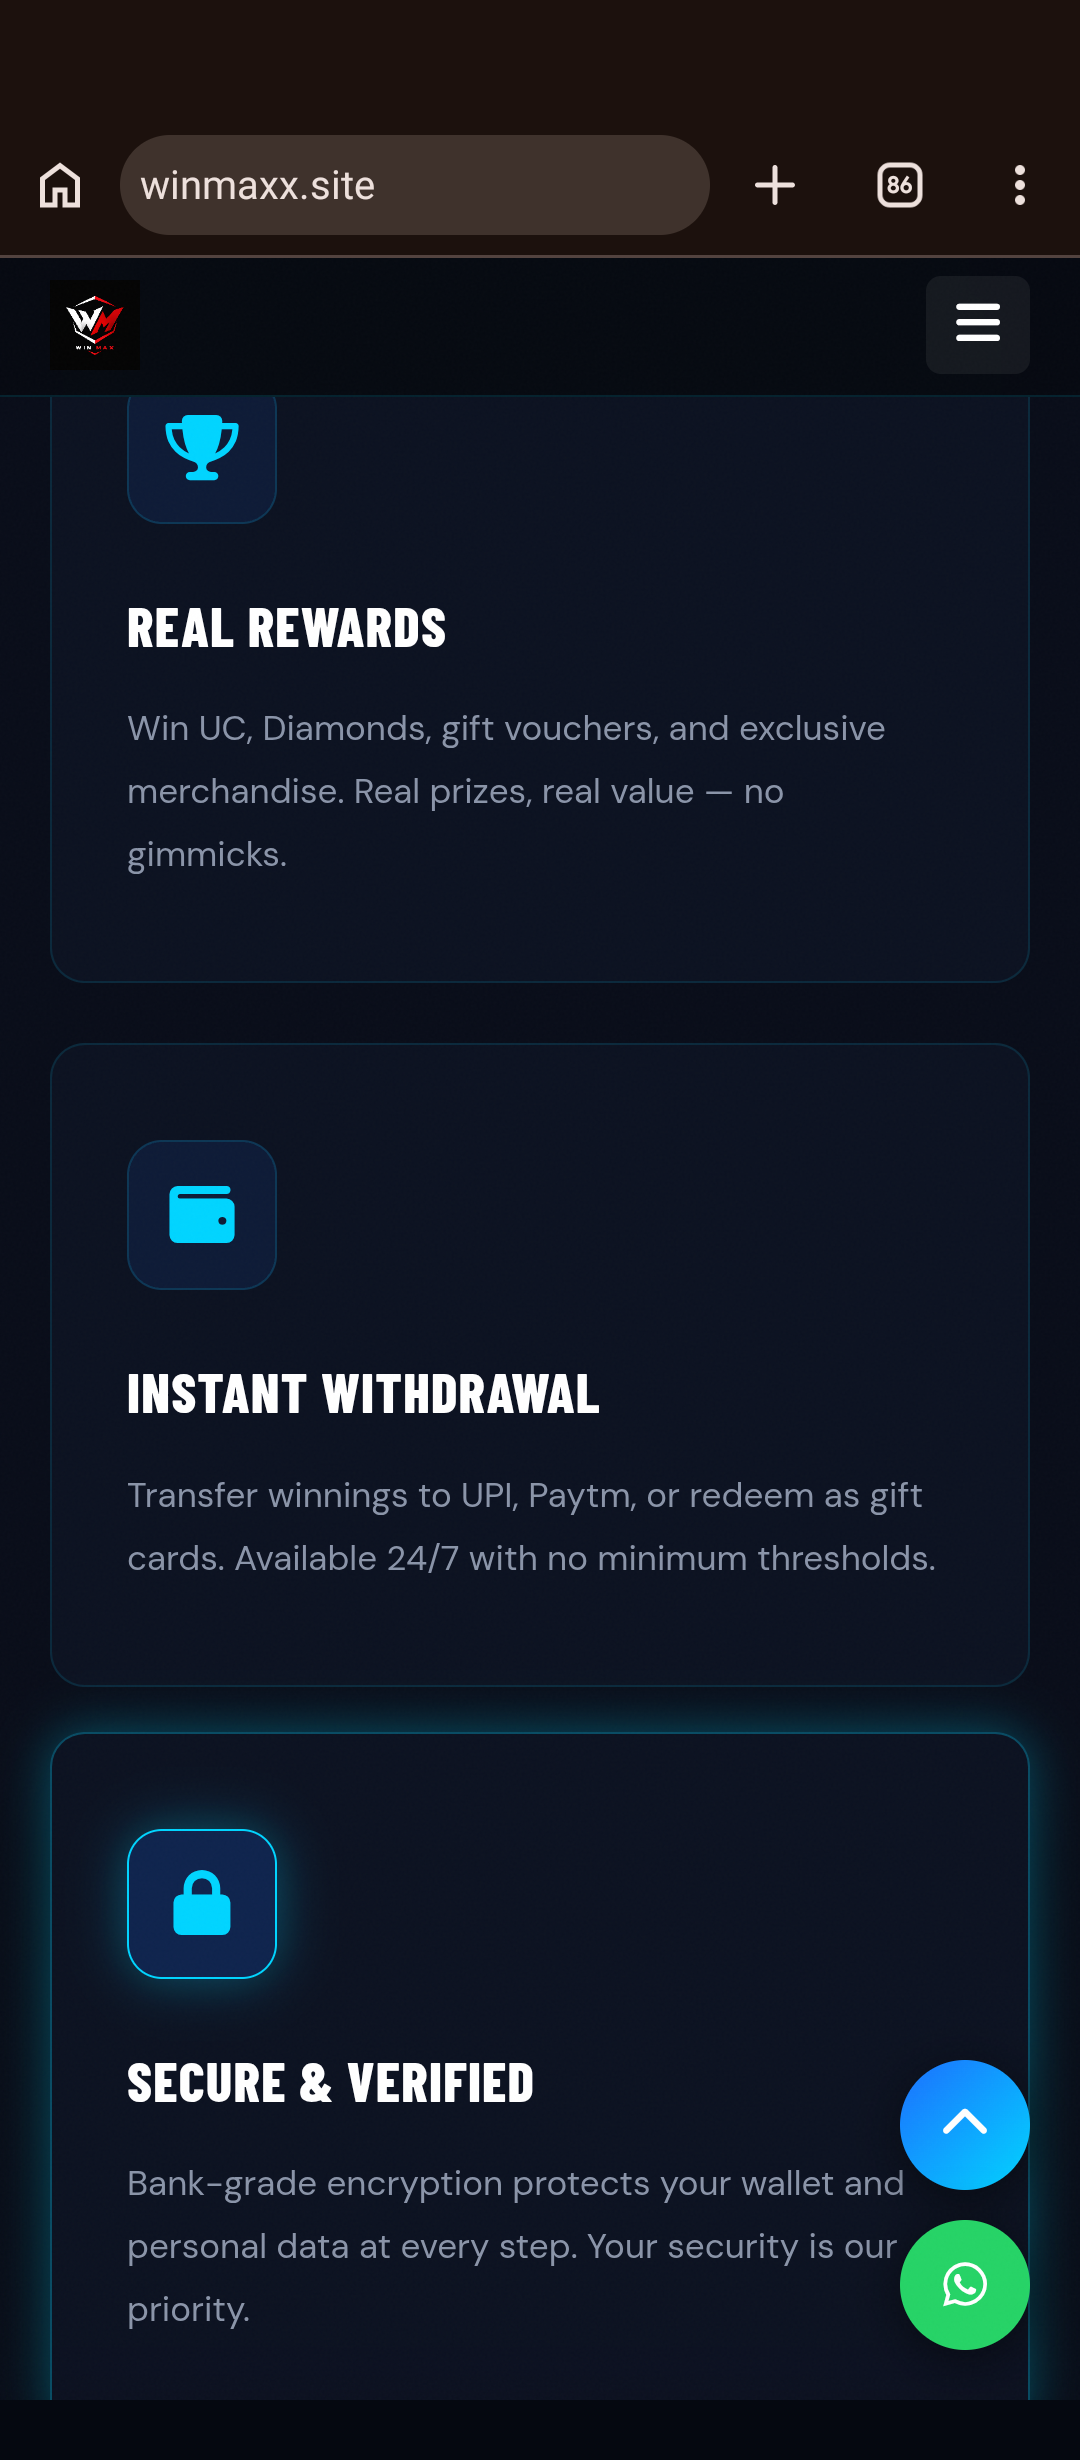 winmaxx.site
86
WM
WIN MAX
REAL REWARDS
Win UC, Diamonds, gift vouchers, and exclusive
merchandise. Real prizes, real value — no
gimmicks.
INSTANT WITHDRAWAL
Transfer winnings to UPI, Paytm, or redeem as gift
cards. Available 24/7 with no minimum thresholds.
SECURE & VERIFIED
Bank-grade encryption protects your wallet and
personal data at every step. Your security is our
priority.